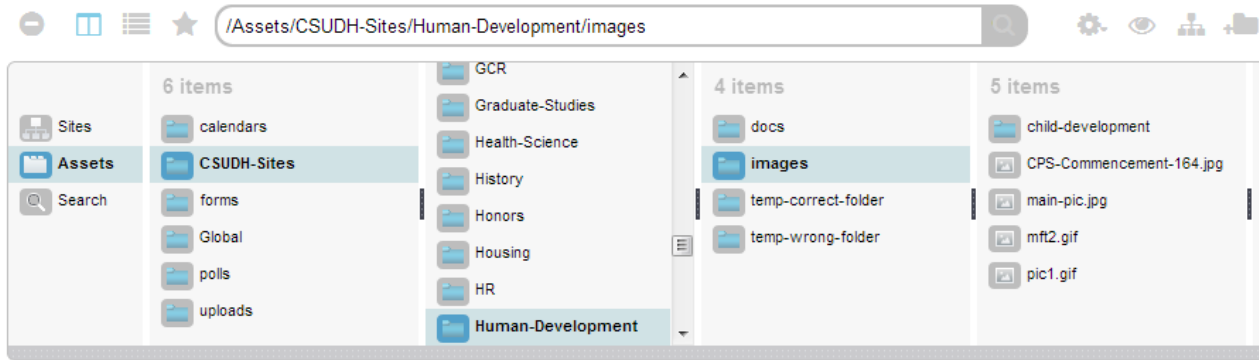 /Assets/CSUDH-Sites/Human-Development/images
Sites
Assets
Search
6 items
calendars
CSUDH-Sites
forms
Global
polls
uploads
GCR
Graduate-Studies
Health-Science
History
Honors
Housing
HR
Human-Development
4 items
docs
images
temp-correct-folder
temp-wrong-folder
5 items
child-development
CPS-Commencement-164.jpg
main-pic.jpg
mft2.gif
pic1.gif